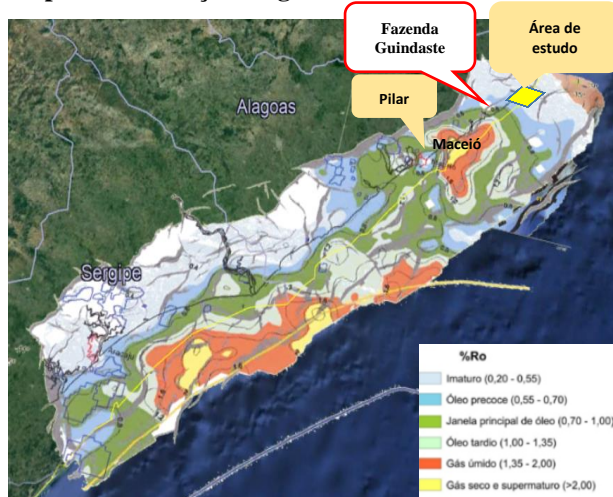 Fazenda
Guindaste
Área de
estudo
Pilar
Alagoas
Maceió
Sergipe
Aracaju
%Ro
Imaturo (0,20 - 0,55)
Óleo precoce (0,55 - 0,70)
Janela principal de óleo (0,70 - 1,00)
Óleo tardio (1,00 - 1,35)
Gás úmido (1,35 - 2,00)
Gás seco e supermaturo (>2,00)